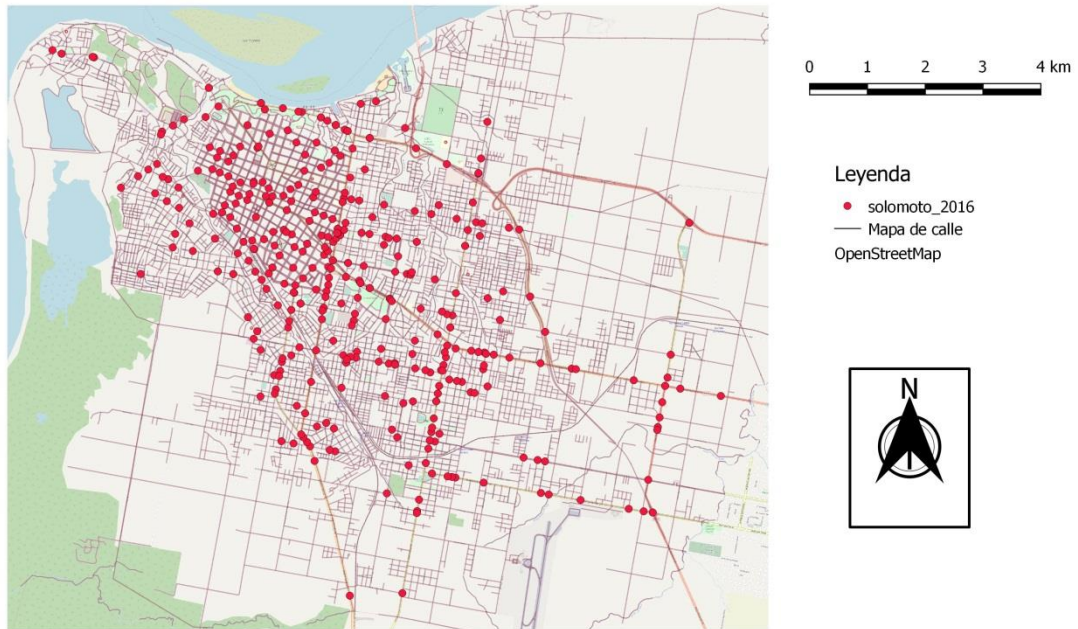 0 1 2 3 4 km
Leyenda
solomoto_2016
Mapa de calle
OpenStreetMap
N